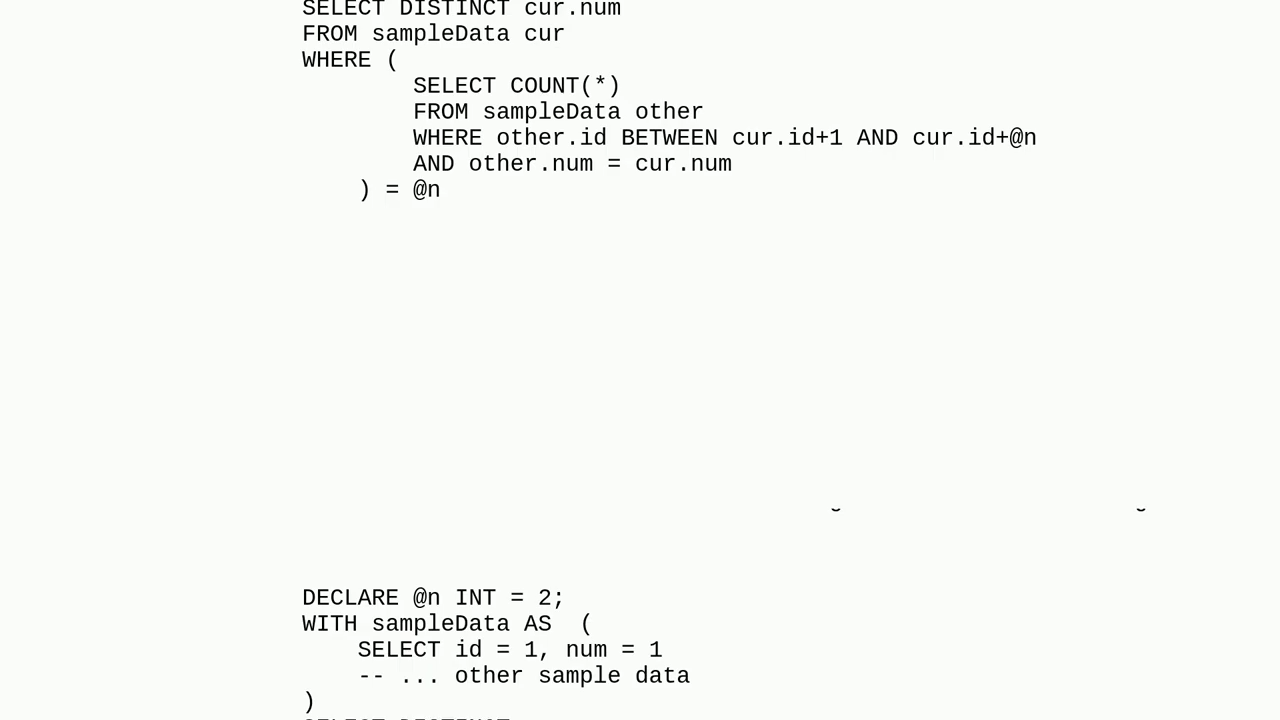 SELECT DISTINCT cur.num
FROM sampleData cur
WHERE (
        SELECT COUNT(*)
        FROM sampleData other
        WHERE other.id BETWEEN cur.id+1 AND cur.id+@n
        AND other.num = cur.num
    ) = @n
DECLARE @n INT = 2;
WITH sampleData AS  (
    SELECT id = 1, num = 1
    -- ... other sample data
)